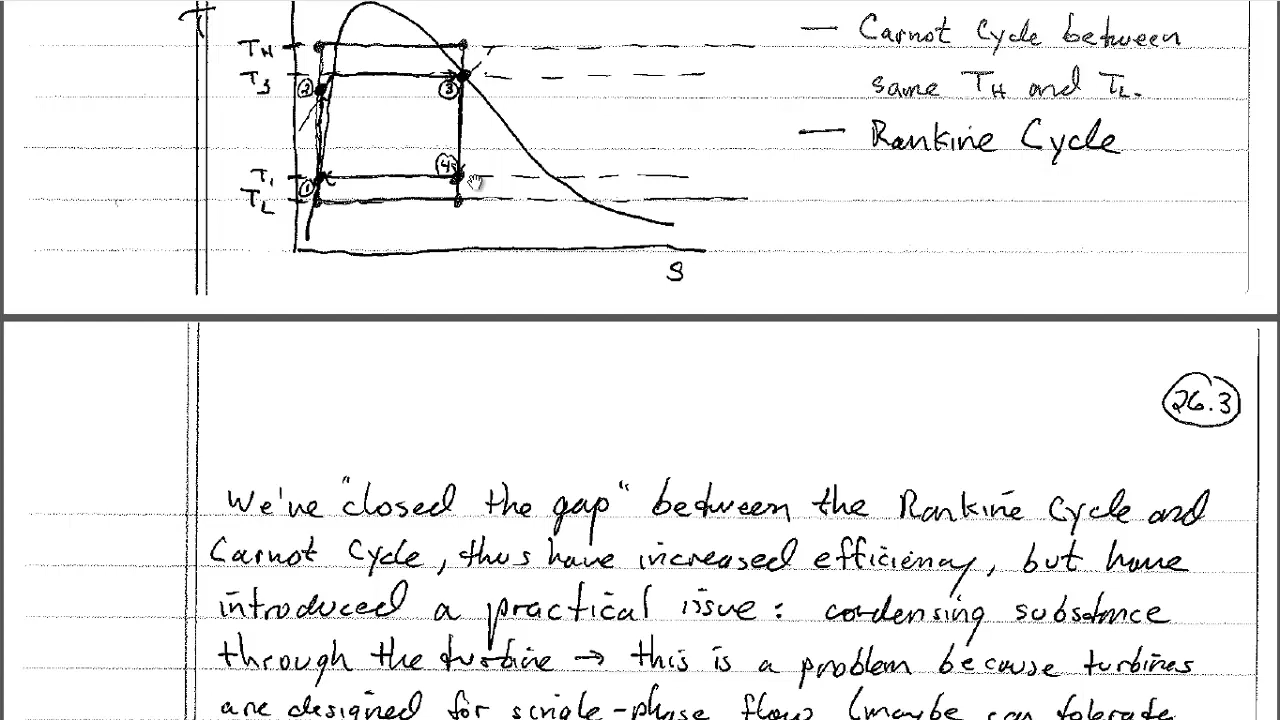 T
— Carnot Cycle between
same TH and TL.
— Rankine Cycle
TH
T3
② ③
T1
① 4s
TL
S
26.3
We've "closed the gap" between the Rankine Cycle and
Carnot Cycle, thus have increased efficiency, but have
introduced a practical issue: condensing substance
through the turbine → this is a problem because turbines
are designed for single-phase flow (maybe can tolerate